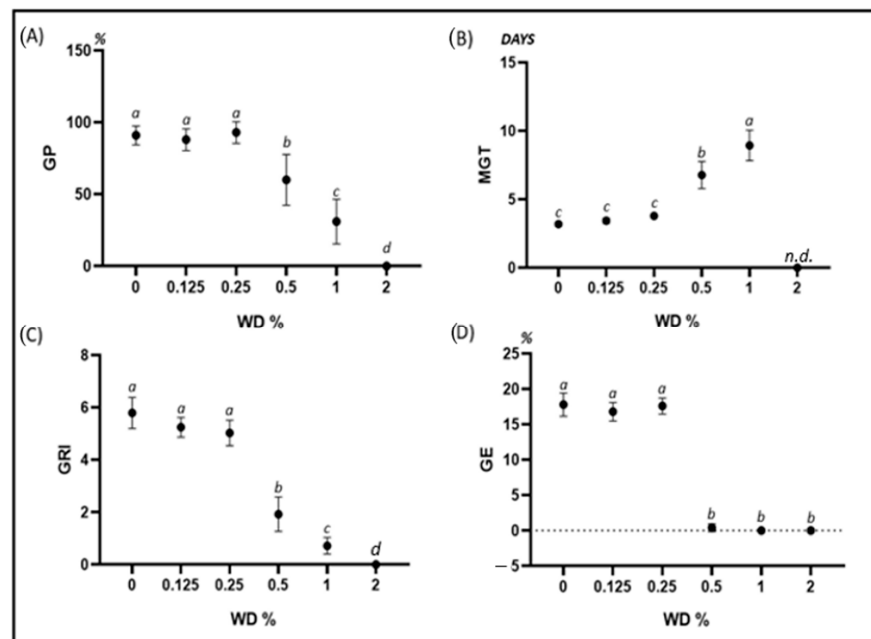 (A)
%
150
100
50
0
GP
a a a b c d
0 0.125 0.25 0.5 1 2
WD %
(B)
DAYS
15
10
5
0
MGT
c c c b a n.d.
0 0.125 0.25 0.5 1 2
WD %
(C)
8
6
4
2
0
GRI
a a a b c d
0 0.125 0.25 0.5 1 2
WD %
(D)
%
25
20
15
10
5
0
−5
GE
a a a b b b
0 0.125 0.25 0.5 1 2
WD %